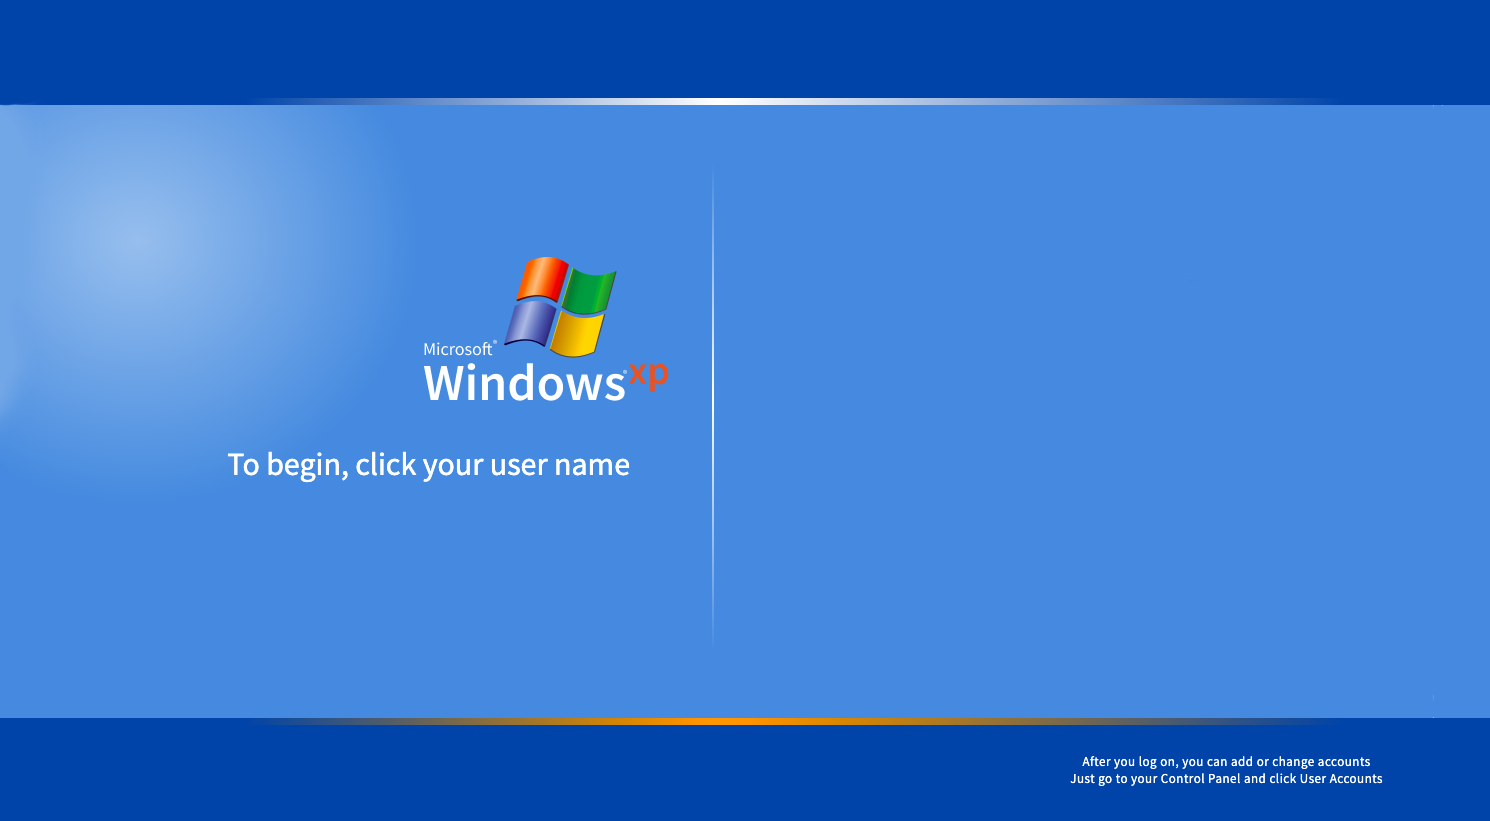 Microsoft®
Windows® xp
To begin, click your user name
After you log on, you can add or change accounts
Just go to your Control Panel and click User Accounts